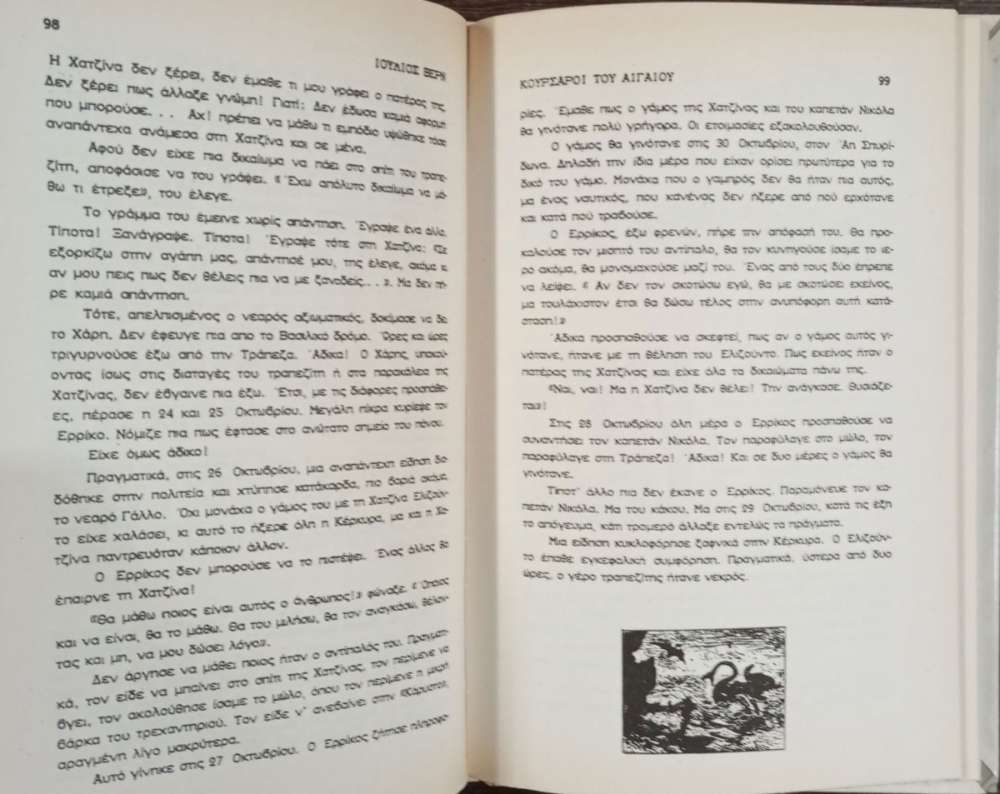 98
ΙΟΥΛΙΟΣ ΒΕΡΝ
Η Χατζίνα δεν ξέρει, δεν έμαθε τι μου γράφει ο πατέρας της.
Δεν ξέρει πως άλλαξε γνώμη! Γιατί; Δεν έδωσα καμιά αφορμή
που μπορούσε. . . Αχ! πρέπει να μάθω τι εμπόδιο υψώθηκε τόσο
αναπάντεχα ανάμεσα στη Χατζίνα και σε μένα.
Αφού δεν είχε πια δικαίωμα να πάει στο σπίτι του τραπε-
ζίτη, αποφάσισε να του γράψει. «Έχω απόλυτο δικαίωμα να μά-
θω τι έτρεξε», του έλεγε.
Το γράμμα του έμεινε χωρίς απάντηση. Έγραψε ένα άλλο.
Τίποτα! Ξανάγραψε. Τίποτα! Έγραψε τότε στη Χατζίνα: «Σε
εξορκίζω στην αγάπη μας, απάντησέ μου, της έλεγε, ακόμα κι
αν μου πεις πως δεν θέλεις πια να με ξαναδείς. . .». Μα δεν πή-
ρε καμιά απάντηση.
Τότε, απελπισμένος ο νεαρός αξιωματικός, δοκίμασε να δει
το Χάρη. Δεν έφευγε πια απο το Βασιλικό δρόμο. Ώρες και ώρες
τριγυρνούσε έξω από την Τράπεζα. Άδικα! Ο Χάρης, υπακού-
οντας ίσως στις διαταγές του τραπεζίτη ή στα παρακάλια της
Χατζίνας, δεν έβγαινε πια έξω. Έτσι, με τις διάφορες προσπάθει-
ες, πέρασε η 24 και 25 Οκτωβρίου. Μεγάλη πίκρα κυρίεψε τον
Ερρίκο. Νόμιζε πια πως έφτασε στο ανώτατο σημείο του πόνου.
Είχε όμως άδικο!
Πραγματικά, στις 26 Οκτωβρίου, μια αναπάντεχη είδηση δια-
δόθηκε στην πολιτεία και χτύπησε κατάκαρδα, πιο βαριά ακόμα,
το νεαρό Γάλλο. Όχι μονάχα ο γάμος του με τη Χατζίνα Ελιζούν-
το είχε χαλάσει, κι αυτό το ήξερε όλη η Κέρκυρα, μα και η Χα-
τζίνα παντρευόταν κάποιον άλλον.
Ο Ερρίκος δεν μπορούσε να το πιστέψει. Ένας άλλος θα
έπαιρνε τη Χατζίνα!
«Θα μάθω ποιος είναι αυτός ο άνθρωπος!» φώναξε. «Όποιος
και να είναι, θα το μάθω. Θα του μιλήσω, θα τον αναγκάσω, θέλον-
τας και μη, να μου δώσει λόγο».
Δεν άργησε να μάθει ποιος ήταν ο αντίπαλός του. Πραγματι-
κά, τον είδε να μπαίνει στο σπίτι της Χατζίνας, τον περίμενε να
βγει, τον ακολούθησε ίσαμε το μώλο, όπου τον περίμενε η μικρή
βάρκα του τρεχαντηριού. Τον είδε ν' ανεβαίνει στην «Κάρυστο»,
αραγμένη λίγο μακρύτερα.
Αυτό γίνηκε στις 27 Οκτωβρίου. Ο Ερρίκος ζήτησε πληροφο-
ΚΟΥΡΣΑΡΟΙ ΤΟΥ ΑΙΓΑΙΟΥ
99
ρίες. Έμαθε πως ο γάμος της Χατζίνας και του καπετάν Νικόλα
θα γινότανε πολύ γρήγορα. Οι ετοιμασίες εξακολουθούσαν.
Ο γάμος θα γινότανε στις 30 Οκτωβρίου, στον Άη Σπυρί-
δωνα. Δηλαδή την ίδια μέρα που είχαν ορίσει πρωτύτερα για το
δικό του γάμο. Μονάχα που ο γαμπρός δεν θα ήταν πια αυτός,
μα ένας ναυτικός, που κανένας δεν ήξερε από πού ερχότανε
και κατά πού τραβούσε.
Ο Ερρίκος, έξω φρενών, πήρε την απόφασή του. Θα προ-
καλούσε τον μισητό του αντίπαλο, θα τον κυνηγούσε ίσαμε το ιε-
ρό ακόμα, θα μονομαχούσε μαζί του. Ένας από τους δύο έπρεπε
να λείψει. «Αν δεν τον σκοτώσω εγώ, θα με σκοτώσει εκείνος,
μα τουλάχιστον έτσι θα δώσω τέλος στην ανυπόφορη αυτή κατά-
σταση!»
Άδικα προσπαθούσε να σκεφτεί, πως αν ο γάμος αυτός γι-
νότανε, ήτανε με τη θέληση του Ελιζούντο. Πως εκείνος ήταν ο
πατέρας της Χατζίνας και είχε όλα τα δικαιώματα πάνω της.
«Ναι, ναι! Μα η Χατζίνα δεν θέλει! Την ανάγκασε. Θυσιάζε-
ται»!
Στις 28 Οκτωβρίου όλη μέρα ο Ερρίκος προσπαθούσε να
συναντήσει τον καπετάν Νικόλα. Τον παραφύλαγε στο μώλο, τον
παραφύλαγε στη Τράπεζα! Άδικα! Και σε δυο μέρες ο γάμος θα
γινότανε.
Τίποτ' άλλο πια δεν έκανε ο Ερρίκος. Παραμόνευε τον κα-
πετάν Νικόλα. Μα του κάκου. Μα στις 29 Οκτωβρίου, κατά τις έξη
το απόγευμα, κάτι τρομερό άλλαξε εντελώς τα πράγματα.
Μια είδηση κυκλοφόρησε ξαφνικά στην Κέρκυρα. Ο Ελιζούν-
το έπαθε εγκεφαλική συμφόρηση. Πραγματικά, ύστερα από δυο
ώρες, ο γέρο τραπεζίτης ήτανε νεκρός.